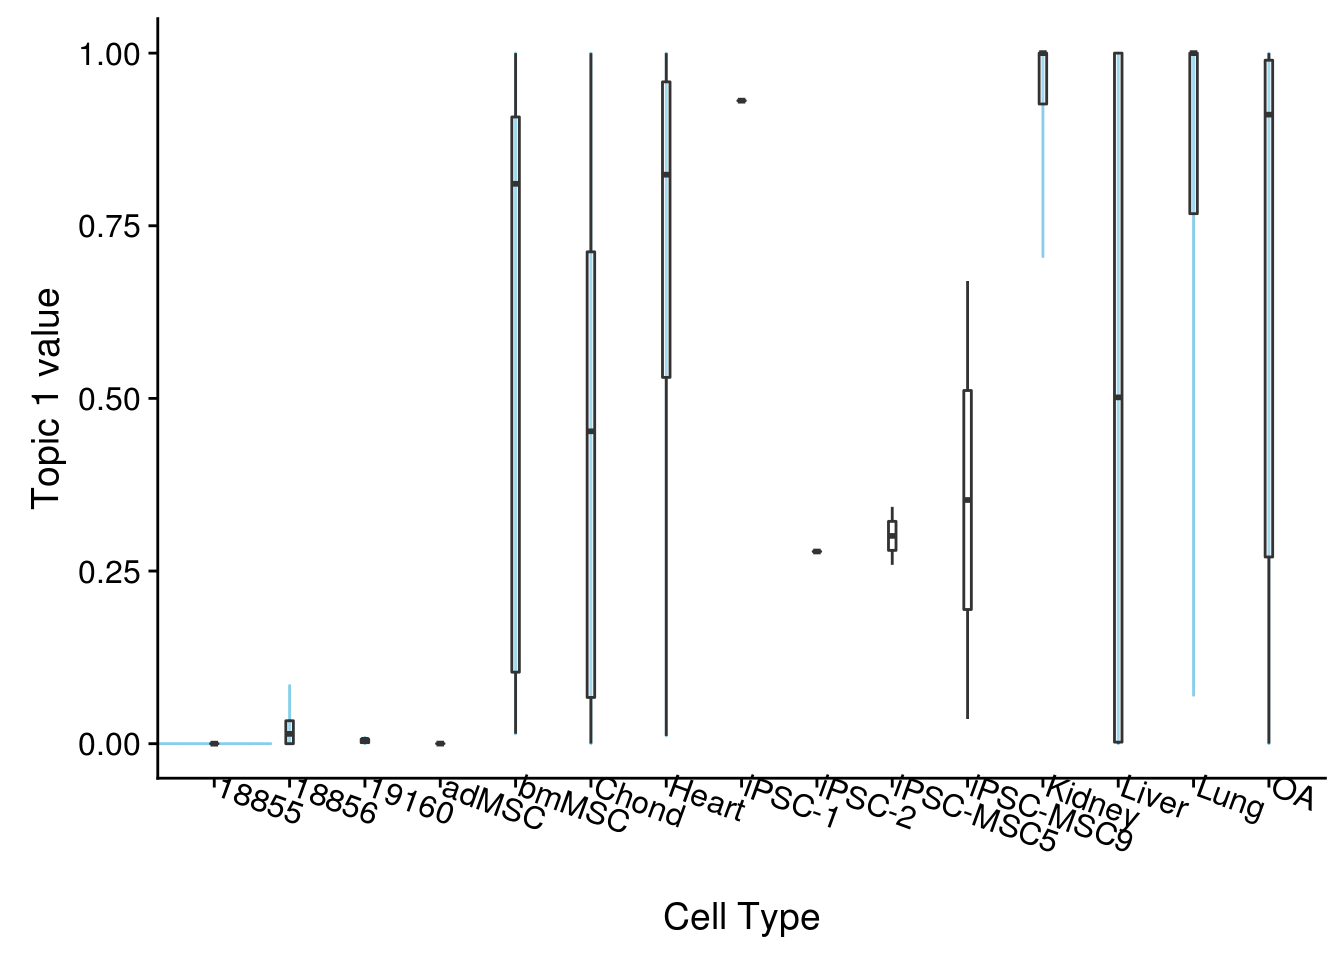 1.00
0.75
0.50
0.25
0.00
Topic 1 value
18855
18856
19160
adMSC
bmMSC
Chond
Heart
iPSC-1
iPSC-2
iPSC-MSC5
iPSC-MSC9
Kidney
Liver
Lung
OA
Cell Type